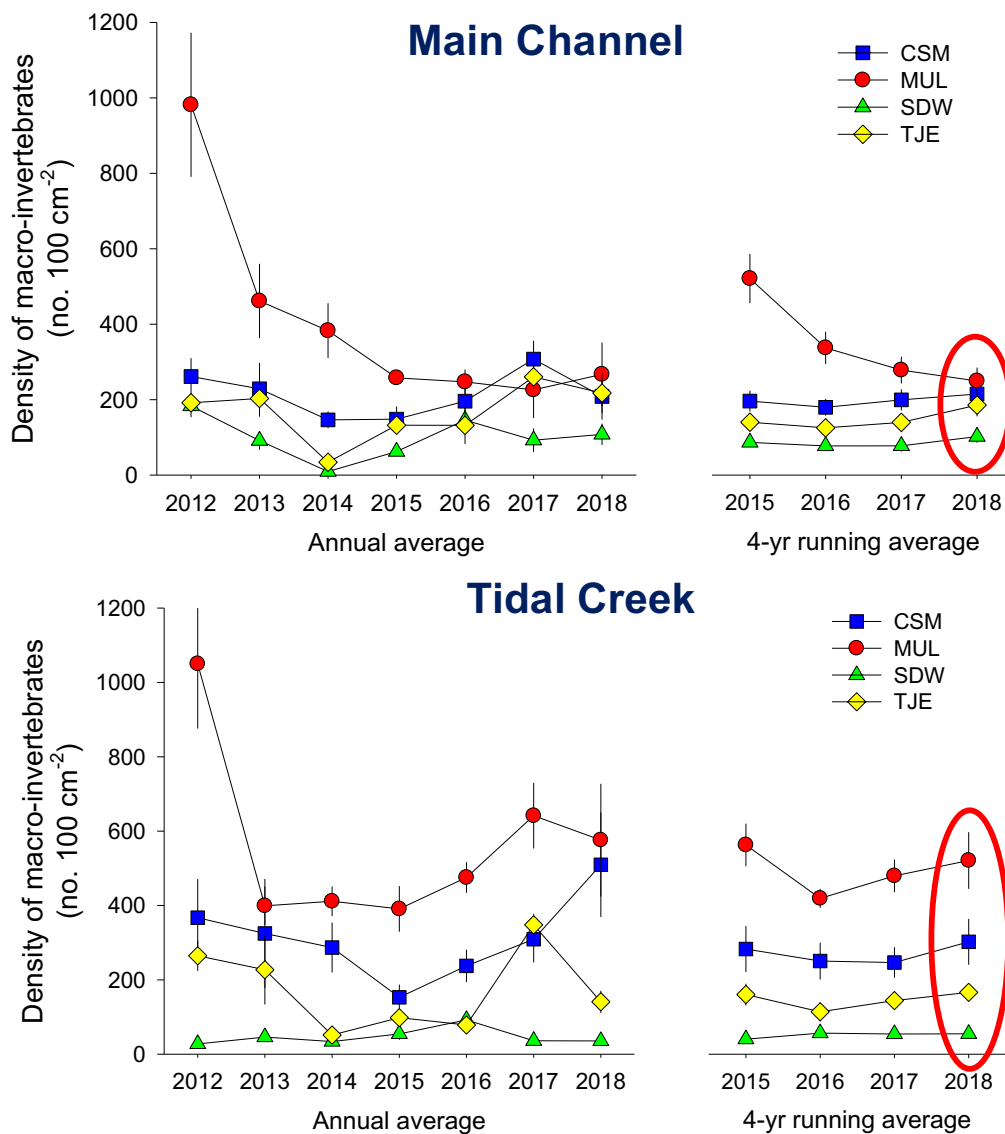 Main Channel
Density of macro-invertebrates
(no. 100 cm-2)
1200
1000
800
600
400
200
0
CSM
MUL
SDW
TJE
2012 2013 2014 2015 2016 2017 2018
Annual average
2015 2016 2017 2018
4-yr running average
Tidal Creek
Density of macro-invertebrates
(no. 100 cm-2)
1200
1000
800
600
400
200
0
CSM
MUL
SDW
TJE
2012 2013 2014 2015 2016 2017 2018
Annual average
2015 2016 2017 2018
4-yr running average